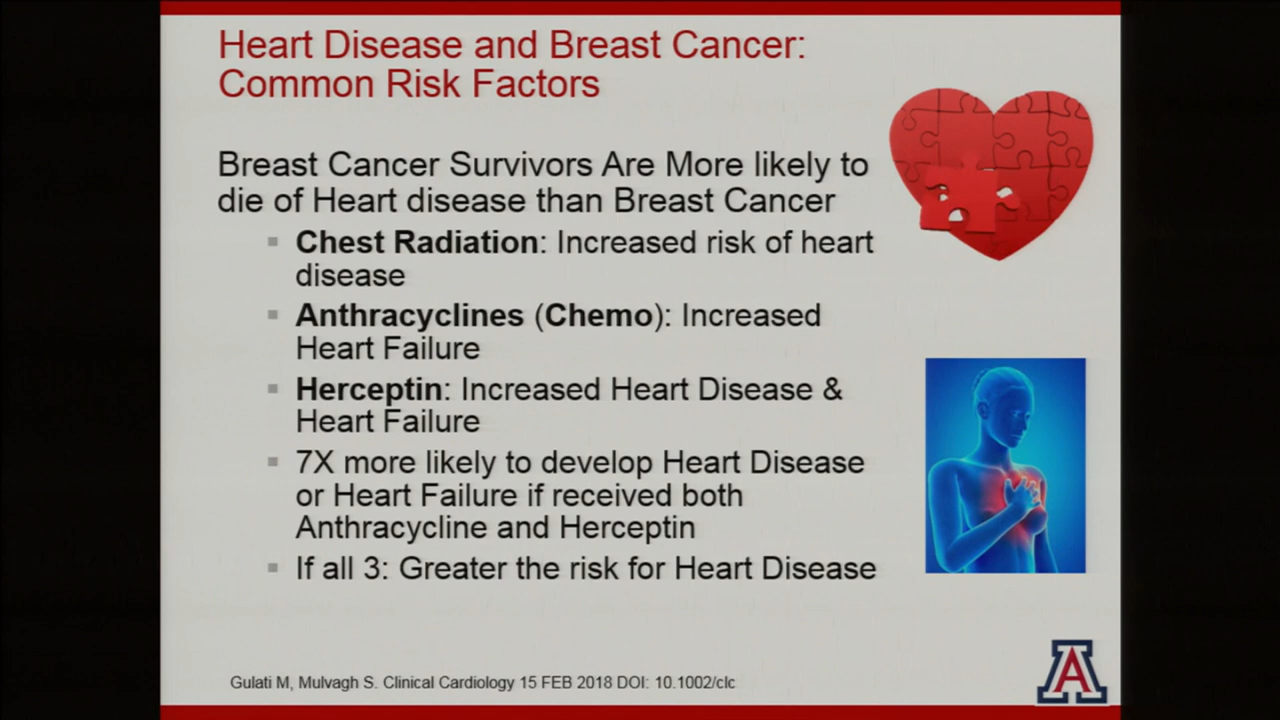 Heart Disease and Breast Cancer:
Common Risk Factors
Breast Cancer Survivors Are More likely to
die of Heart disease than Breast Cancer
Chest Radiation: Increased risk of heart
disease
Anthracyclines (Chemo): Increased
Heart Failure
Herceptin: Increased Heart Disease &
Heart Failure
7X more likely to develop Heart Disease
or Heart Failure if received both
Anthracycline and Herceptin
If all 3: Greater the risk for Heart Disease
Gulati M, Mulvagh S. Clinical Cardiology 15 FEB 2018 DOI: 10.1002/clc
A